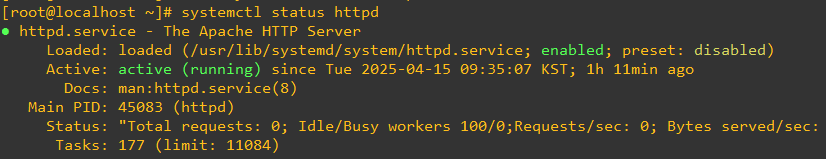 [root@localhost ~]# systemctl status httpd
● httpd.service - The Apache HTTP Server
Loaded: loaded (/usr/lib/systemd/system/httpd.service; enabled; preset: disabled)
Active: active (running) since Tue 2025-04-15 09:35:07 KST; 1h 11min ago
Docs: man:httpd.service(8)
Main PID: 45083 (httpd)
Status: "Total requests: 0; Idle/Busy workers 100/0;Requests/sec: 0; Bytes served/sec:
Tasks: 177 (limit: 11084)